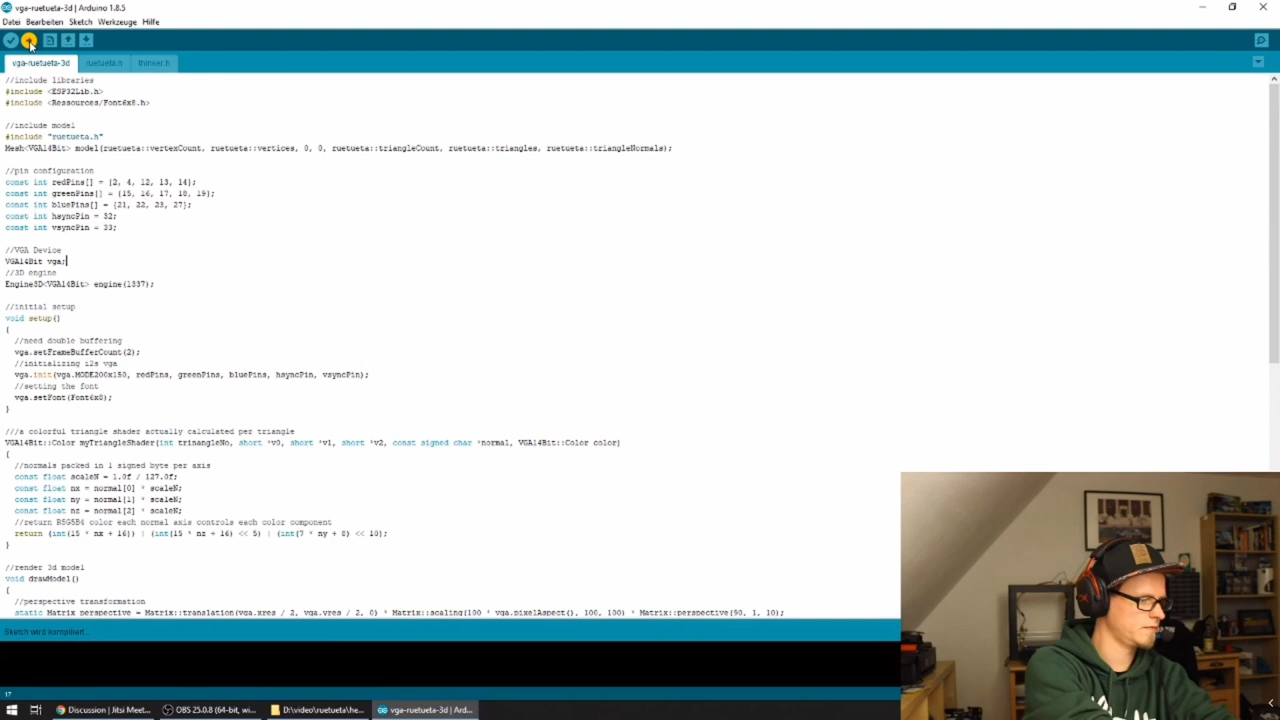 vga-ruetueta-3d | Arduino 1.8.5
Datei Bearbeiten Sketch Werkzeuge Hilfe
vga-ruetueta-3d ruetueta.h thinker.h
//include libraries
#include <ESP32Lib.h>
#include <Ressources/Font6x8.h>
//include model
#include "ruetueta.h"
Mesh<VGA14Bit> model(ruetueta::vertexCount, ruetueta::vertices, 0, 0, ruetueta::triangleCount, ruetueta::triangles, ruetueta::triangleNormals);
//pin configuration
const int redPins[] = {2, 4, 12, 13, 14};
const int greenPins[] = {15, 16, 17, 18, 19};
const int bluePins[] = {21, 22, 23, 27};
const int hsyncPin = 32;
const int vsyncPin = 33;
//VGA Device
VGA14Bit vga;
//3D engine
Engine3D<VGA14Bit> engine(1337);
//initial setup
void setup()
{
//need double buffering
vga.setFrameBufferCount(2);
//initializing i2s vga
vga.init(vga.MODE200x150, redPins, greenPins, bluePins, hsyncPin, vsyncPin);
//setting the font
vga.setFont(Font6x8);
}
///a colorful triangle shader actually calculated per triangle
VGA14Bit::Color myTriangleShader(int trinangleNo, short *v0, short *v1, short *v2, const signed char *normal, VGA14Bit::Color color)
{
//normals packed in 1 signed byte per axis
const float scaleN = 1.0f / 127.0f;
const float nx = normal[0] * scaleN;
const float ny = normal[1] * scaleN;
const float nz = normal[2] * scaleN;
//return R5G5B4 color each normal axis controls each color component
return (int(15 * nx + 16)) | (int(15 * nz + 16) << 5) | (int(7 * ny + 8) << 10);
}
//render 3d model
void drawModel()
{
//perspective transformation
static Matrix perspective = Matrix::translation(vga.xres / 2, vga.yres / 2, 0) * Matrix::scaling(100 * vga.pixelAspect(), 100, 100) * Matrix::perspective(90, 1, 10);
Sketch wird kompiliert...
17
Discussion | Jitsi Meet... OBS 25.0.8 (64-bit, wi... D:\video\ruetueta\he... vga-ruetueta-3d | Ard...